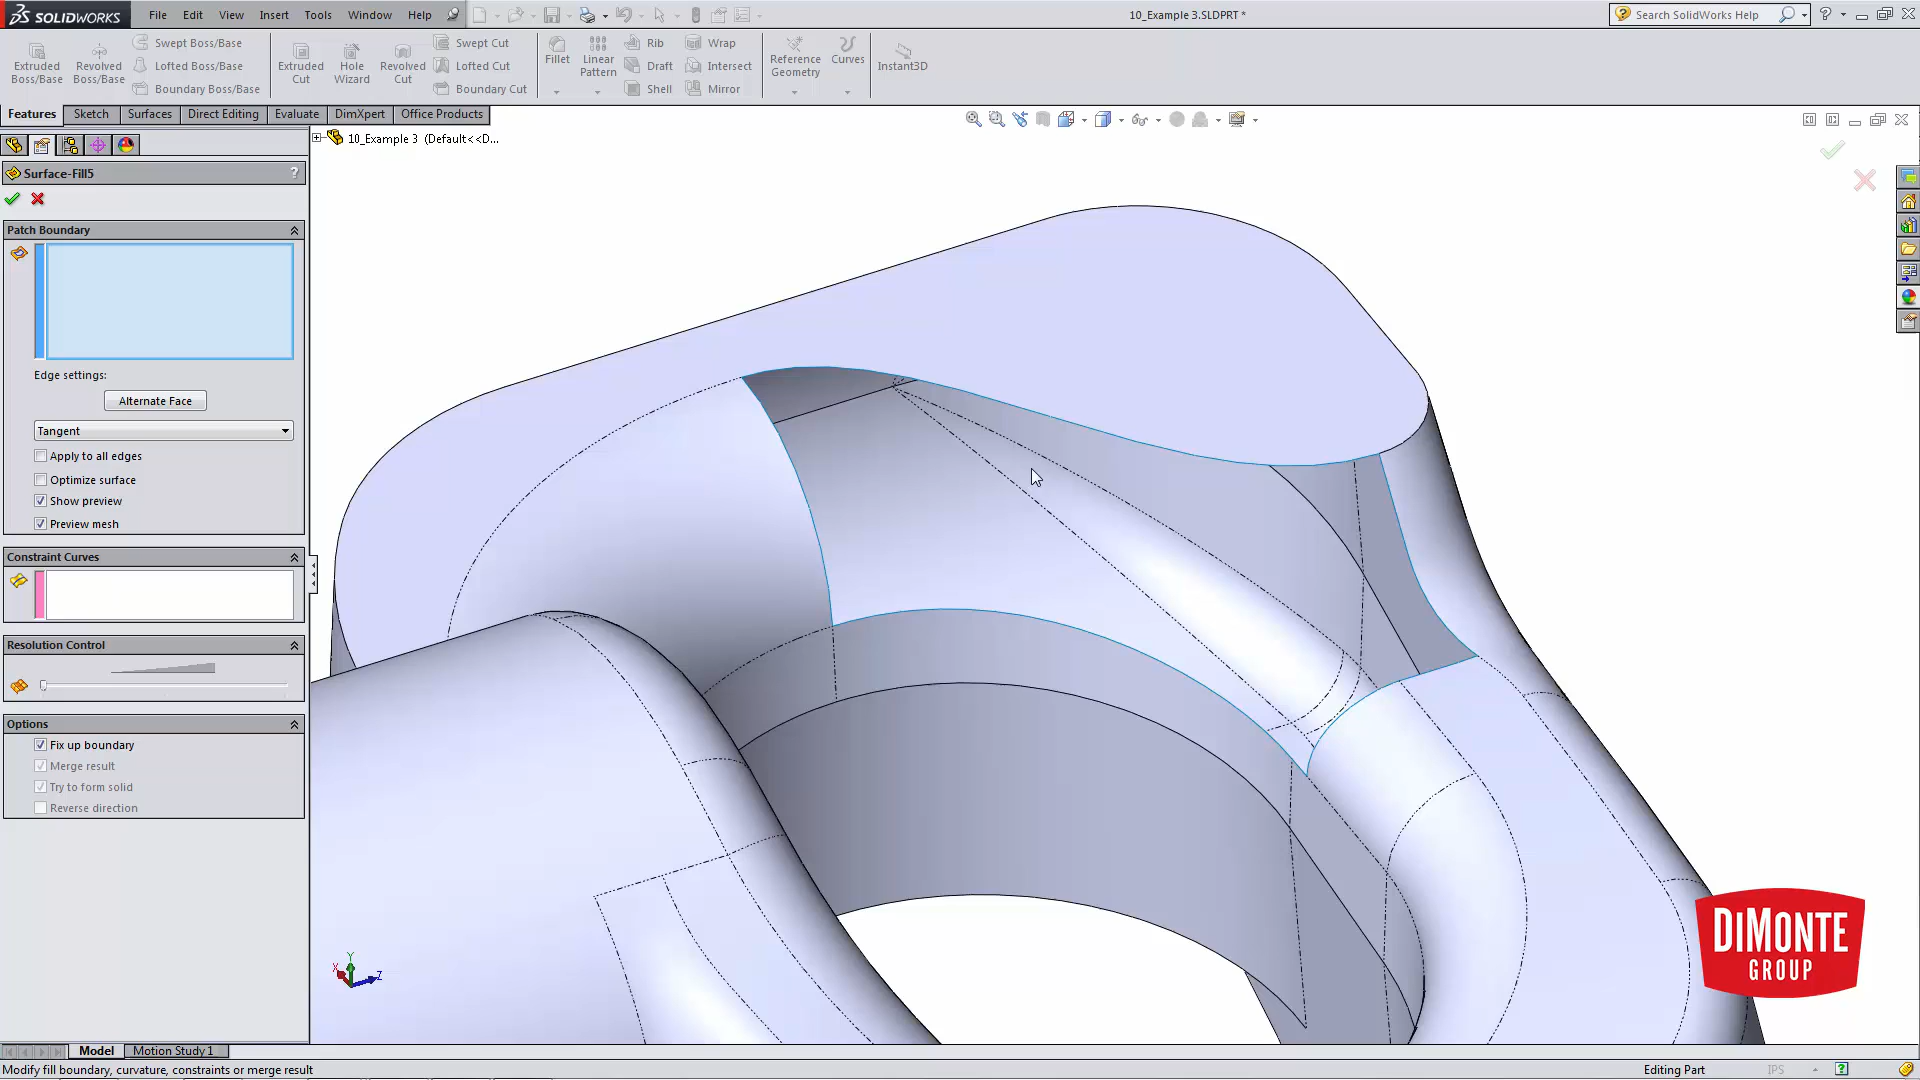 SOLIDWORKS File Edit View Insert Tools Window Help 10_Example 3.SLDPRT * Search SolidWorks Help
Extruded Boss/Base
Revolved Boss/Base
Swept Boss/Base
Lofted Boss/Base
Boundary Boss/Base
Extruded Cut
Hole Wizard
Revolved Cut
Swept Cut
Lofted Cut
Boundary Cut
Fillet
Linear Pattern
Rib
Draft
Shell
Wrap
Intersect
Mirror
Reference Geometry
Curves
Instant3D
Features Sketch Surfaces Direct Editing Evaluate DimXpert Office Products
10_Example 3 (Default<<D...
Surface-Fill5 ?
Patch Boundary
Edge settings:
Alternate Face
Tangent
Apply to all edges
Optimize surface
Show preview
Preview mesh
Constraint Curves
Resolution Control
Options
Fix up boundary
Merge result
Try to form solid
Reverse direction
Y
X
Z
DiMONTE
GROUP
Model Motion Study 1
Modify fill boundary, curvature, constraints or merge result Editing Part IPS